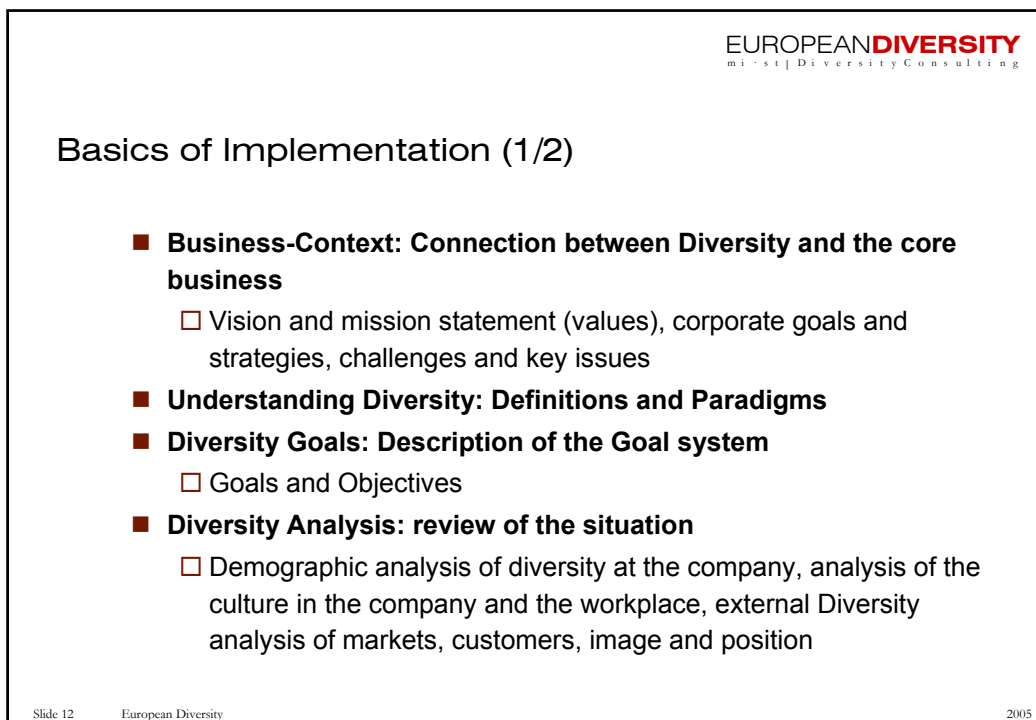 EUROPEANDIVERSITY
mi·st[ DiversityConsulting
Basics of Implementation (1/2)
■ Business-Context: Connection between Diversity and the core
business
□ Vision and mission statement (values), corporate goals and
strategies, challenges and key issues
■ Understanding Diversity: Definitions and Paradigms
■ Diversity Goals: Description of the Goal system
□ Goals and Objectives
■ Diversity Analysis: review of the situation
□ Demographic analysis of diversity at the company, analysis of the
culture in the company and the workplace, external Diversity
analysis of markets, customers, image and position
Slide 12 European Diversity 2005